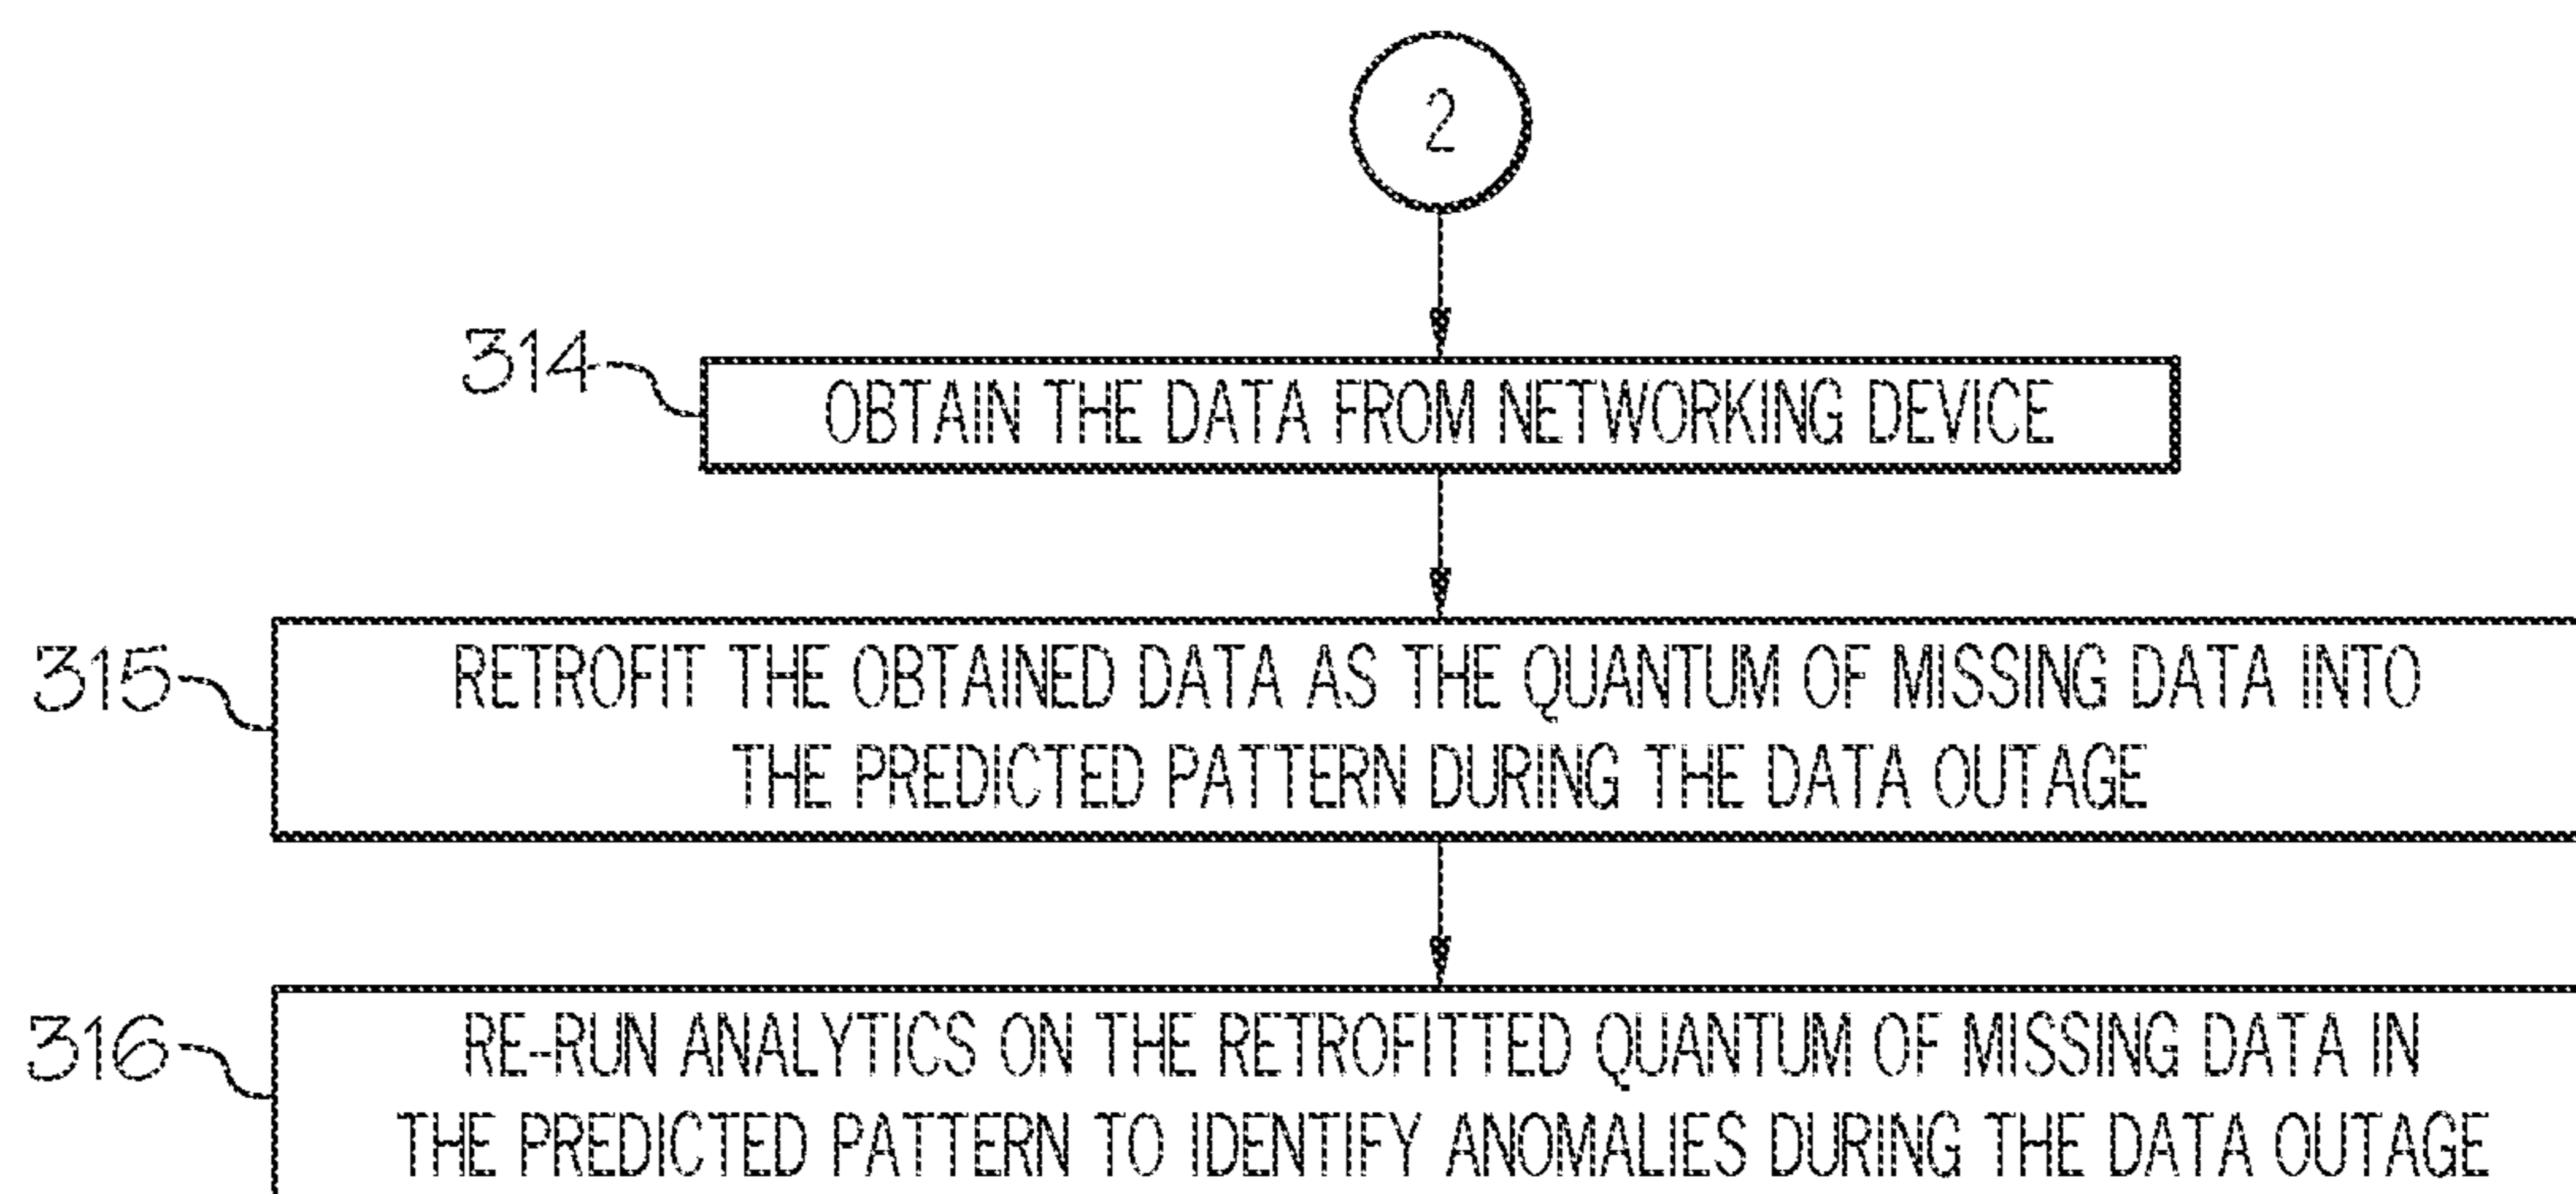 2
314
OBTAIN THE DATA FROM NETWORKING DEVICE
315
RETROFIT THE OBTAINED DATA AS THE QUANTUM OF MISSING DATA INTO
THE PREDICTED PATTERN DURING THE DATA OUTAGE
316
RE-RUN ANALYTICS ON THE RETROFITTED QUANTUM OF MISSING DATA IN
THE PREDICTED PATTERN TO IDENTIFY ANOMALIES DURING THE DATA OUTAGE